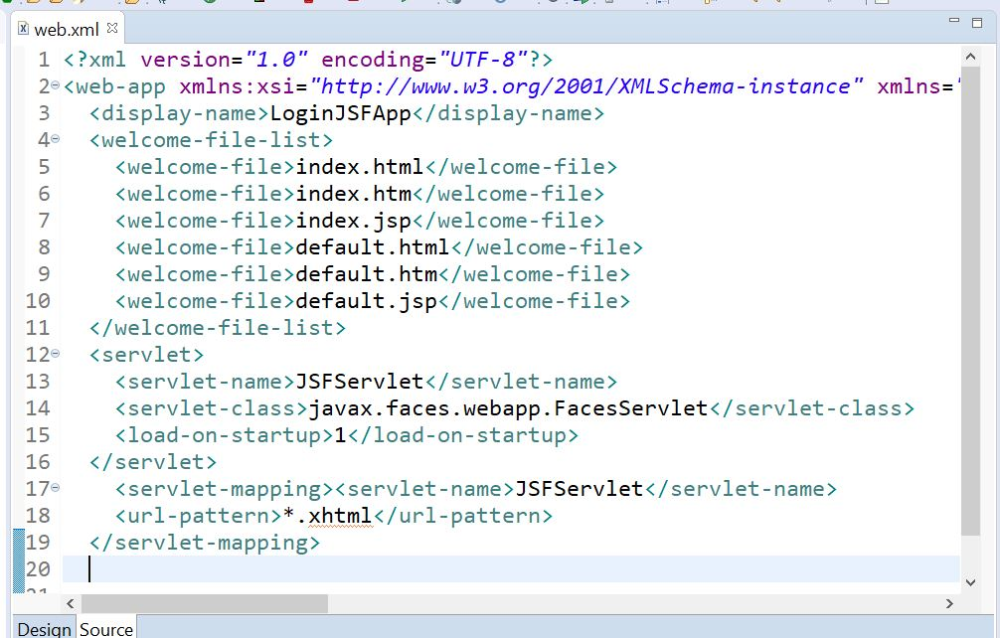 web.xml
1 <?xml version="1.0" encoding="UTF-8"?>
2 <web-app xmlns:xsi="http://www.w3.org/2001/XMLSchema-instance" xmlns="
3 <display-name>LoginJSFApp</display-name>
4 <welcome-file-list>
5 <welcome-file>index.html</welcome-file>
6 <welcome-file>index.htm</welcome-file>
7 <welcome-file>index.jsp</welcome-file>
8 <welcome-file>default.html</welcome-file>
9 <welcome-file>default.htm</welcome-file>
10 <welcome-file>default.jsp</welcome-file>
11 </welcome-file-list>
12 <servlet>
13 <servlet-name>JSFServlet</servlet-name>
14 <servlet-class>javax.faces.webapp.FacesServlet</servlet-class>
15 <load-on-startup>1</load-on-startup>
16 </servlet>
17 <servlet-mapping><servlet-name>JSFServlet</servlet-name>
18 <url-pattern>*.xhtml</url-pattern>
19 </servlet-mapping>
20
21
Design Source